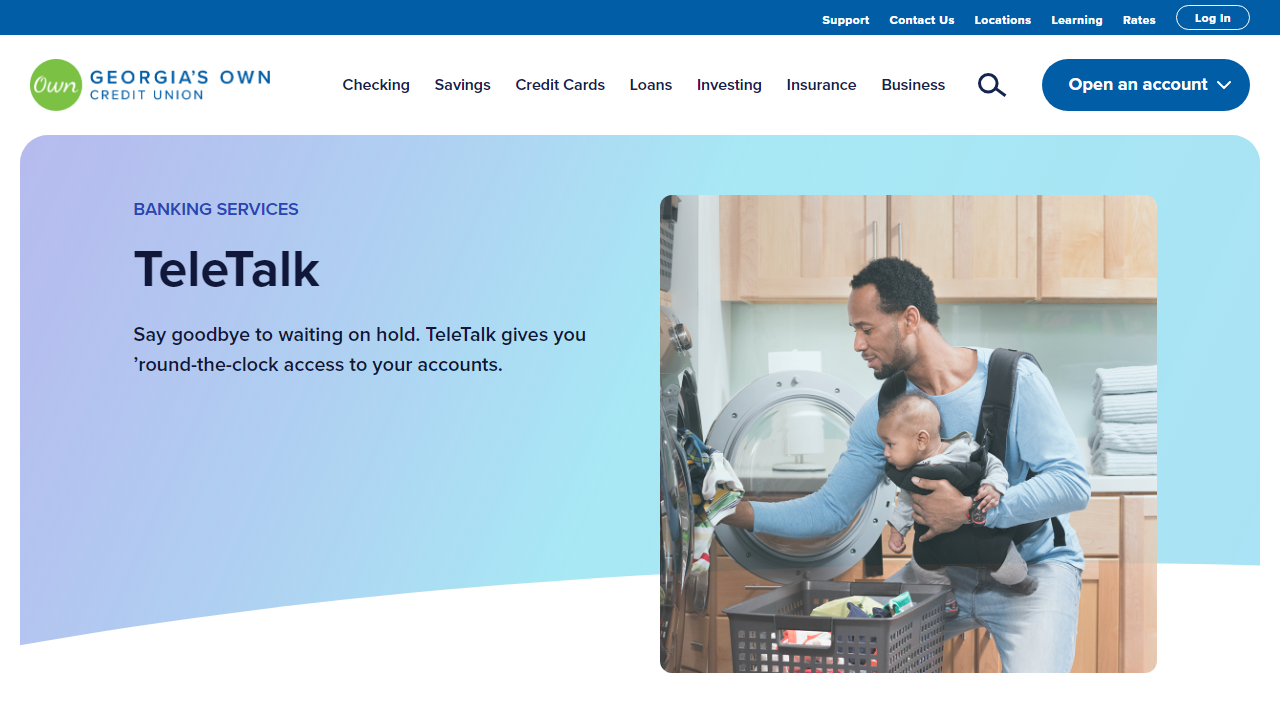 Support Contact Us Locations Learning Rates Log In
Own GEORGIA'S OWN
CREDIT UNION
Checking Savings Credit Cards Loans Investing Insurance Business Open an account
BANKING SERVICES
TeleTalk
Say goodbye to waiting on hold. TeleTalk gives you
’round-the-clock access to your accounts.